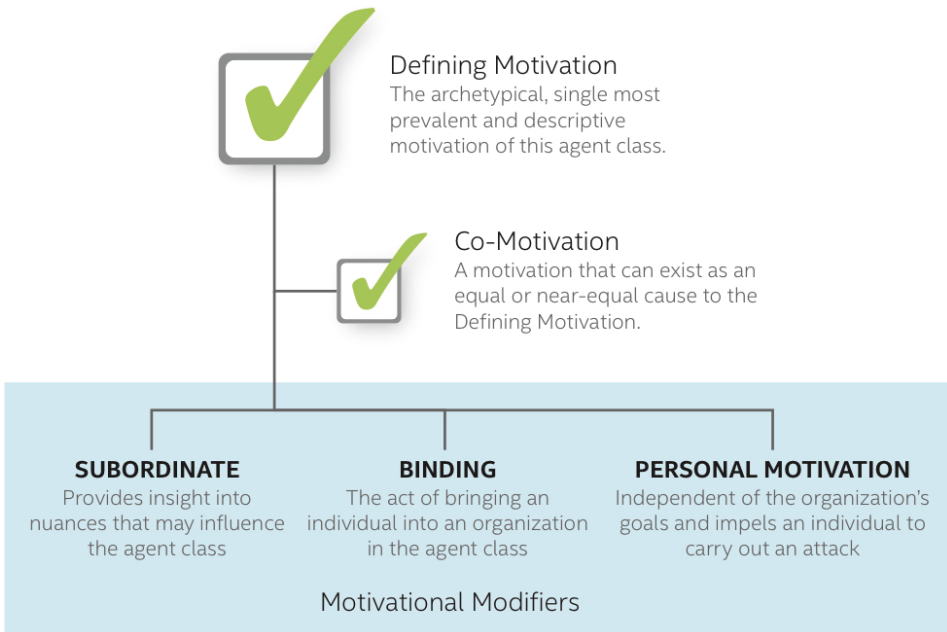 Defining Motivation
The archetypical, single most
prevalent and descriptive
motivation of this agent class.
Co-Motivation
A motivation that can exist as an
equal or near-equal cause to the
Defining Motivation.
SUBORDINATE
Provides insight into
nuances that may influence
the agent class
BINDING
The act of bringing an
individual into an organization
in the agent class
PERSONAL MOTIVATION
Independent of the organization's
goals and impels an individual to
carry out an attack
Motivational Modifiers